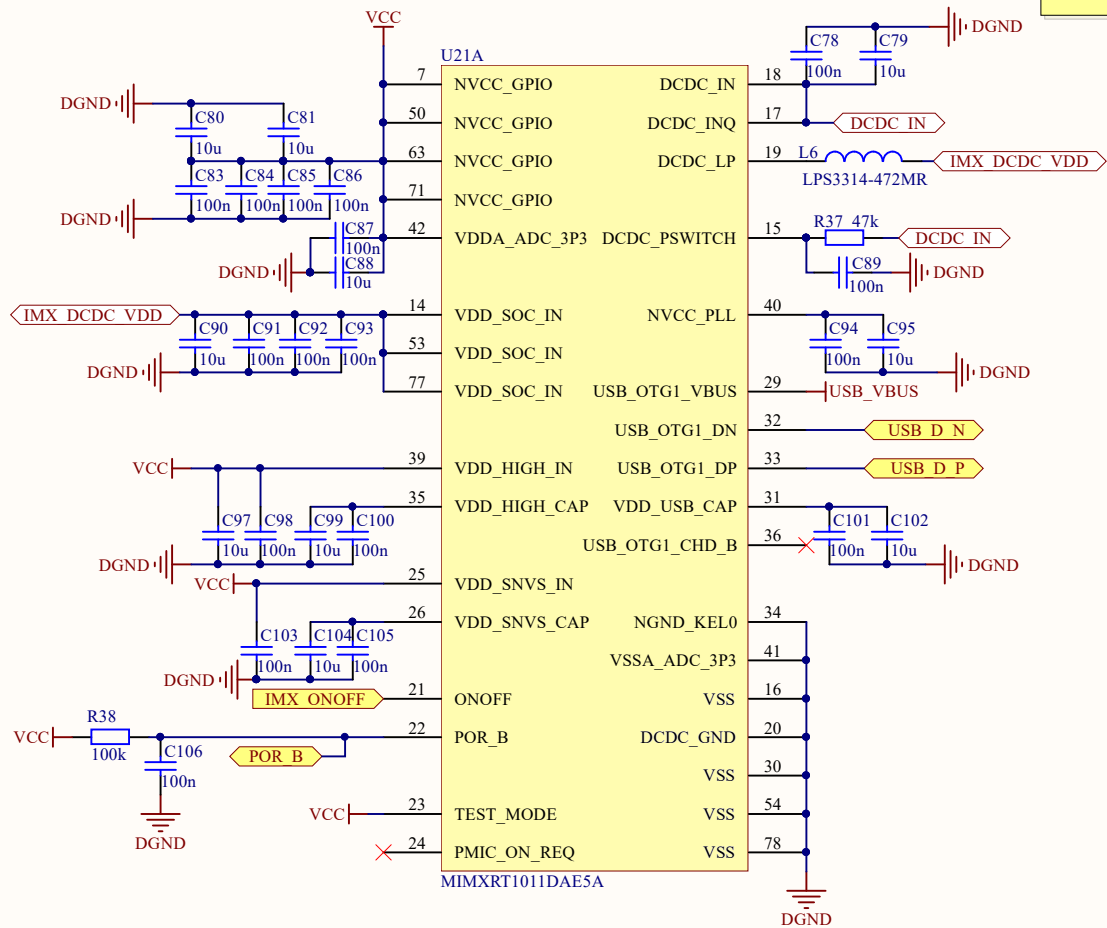 VCC
U21A
7 NVCC_GPIO
50 NVCC_GPIO
63 NVCC_GPIO
71 NVCC_GPIO
42 VDDA_ADC_3P3
14 VDD_SOC_IN
53 VDD_SOC_IN
77 VDD_SOC_IN
39 VDD_HIGH_IN
35 VDD_HIGH_CAP
25 VDD_SNVS_IN
26 VDD_SNVS_CAP
21 ONOFF
22 POR_B
23 TEST_MODE
24 PMIC_ON_REQ
MIMXRT1011DAE5A
DCDC_IN 18
DCDC_INQ 17
DCDC_LP 19
DCDC_PSWITCH 15
NVCC_PLL 40
USB_OTG1_VBUS 29
USB_OTG1_DN 32
USB_OTG1_DP 33
VDD_USB_CAP 31
USB_OTG1_CHD_B 36
NGND_KEL0 34
VSSA_ADC_3P3 41
VSS 16
DCDC_GND 20
VSS 30
VSS 54
VSS 78
DGND
C80
10u
C81
10u
C83
100n
C84
100n
C85
100n
C86
100n
DGND
C87
100n
C88
10u
DGND
IMX_DCDC_VDD
C90
10u
C91
100n
C92
100n
C93
100n
DGND
VCC
C97
10u
C98
100n
C99
10u
C100
100n
DGND
VCC
C103
100n
C104
10u
C105
100n
DGND
IMX_ONOFF
VCC
R38
100k
POR_B
C106
100n
DGND
VCC
C78
100n
C79
10u
DGND
DCDC_IN
L6
LPS3314-472MR
IMX_DCDC_VDD
R37 47k
DCDC_IN
C89
100n
DGND
C94
100n
C95
10u
DGND
USB_VBUS
USB_D_N
USB_D_P
C101
100n
C102
10u
DGND
DGND